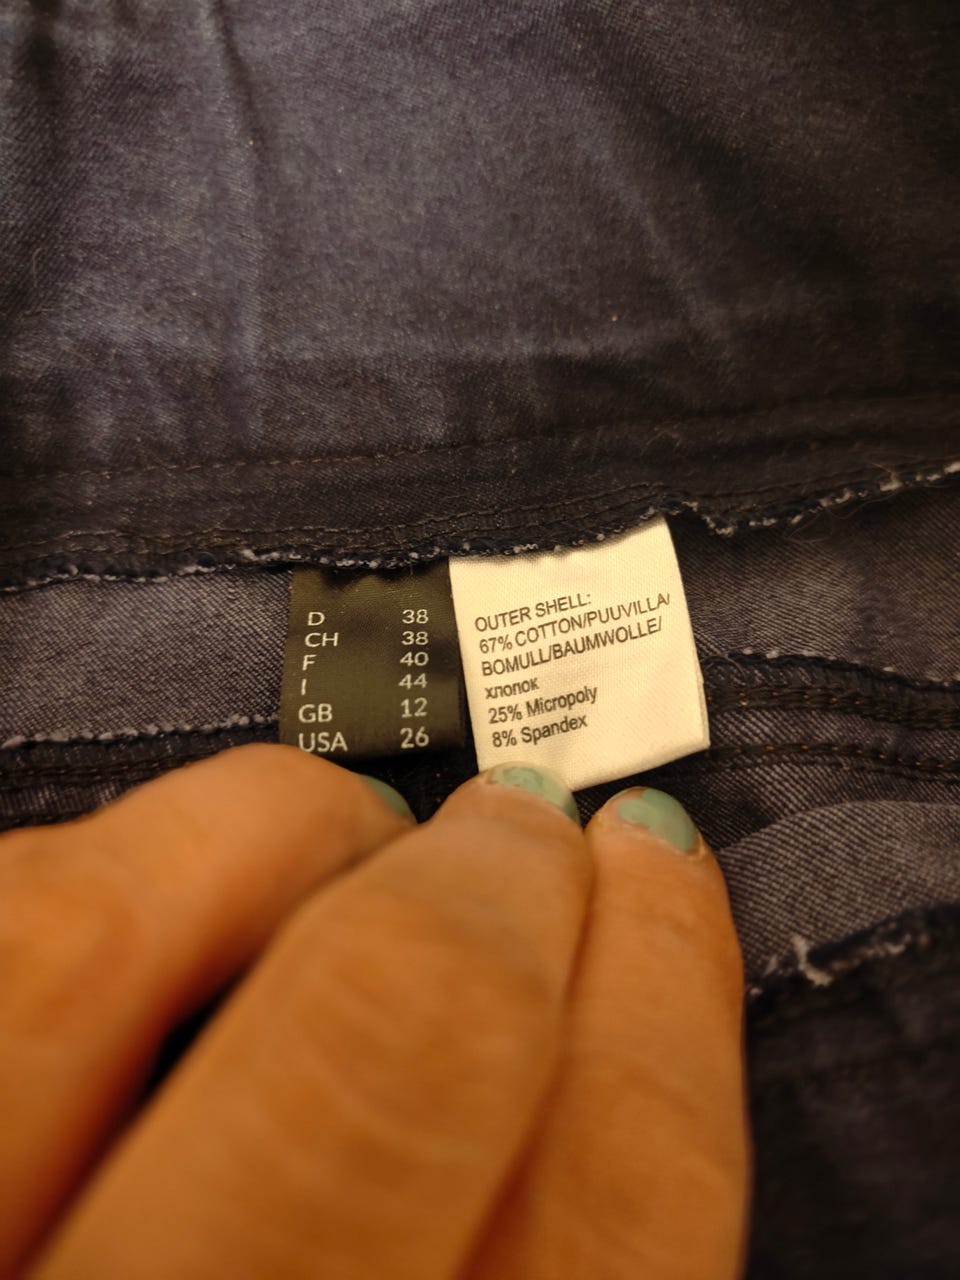 D 38
CH 38
F 40
I 44
GB 12
USA 26
OUTER SHELL:
67% COTTON/PUUVILLA/
BOMULL/BAUMWOLLE/
хлопок
25% Micropoly
8% Spandex